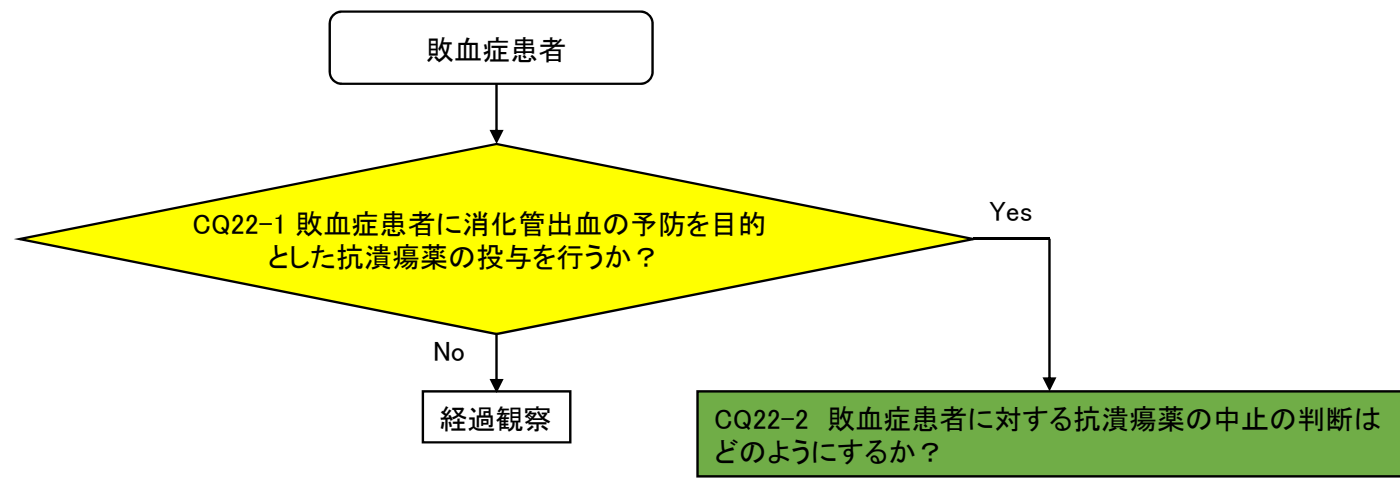 敗血症患者
CQ22-1 敗血症患者に消化管出血の予防を目的
とした抗潰瘍薬の投与を行うか？
Yes
No
経過観察
CQ22-2 敗血症患者に対する抗潰瘍薬の中止の判断は
どのようにするか？